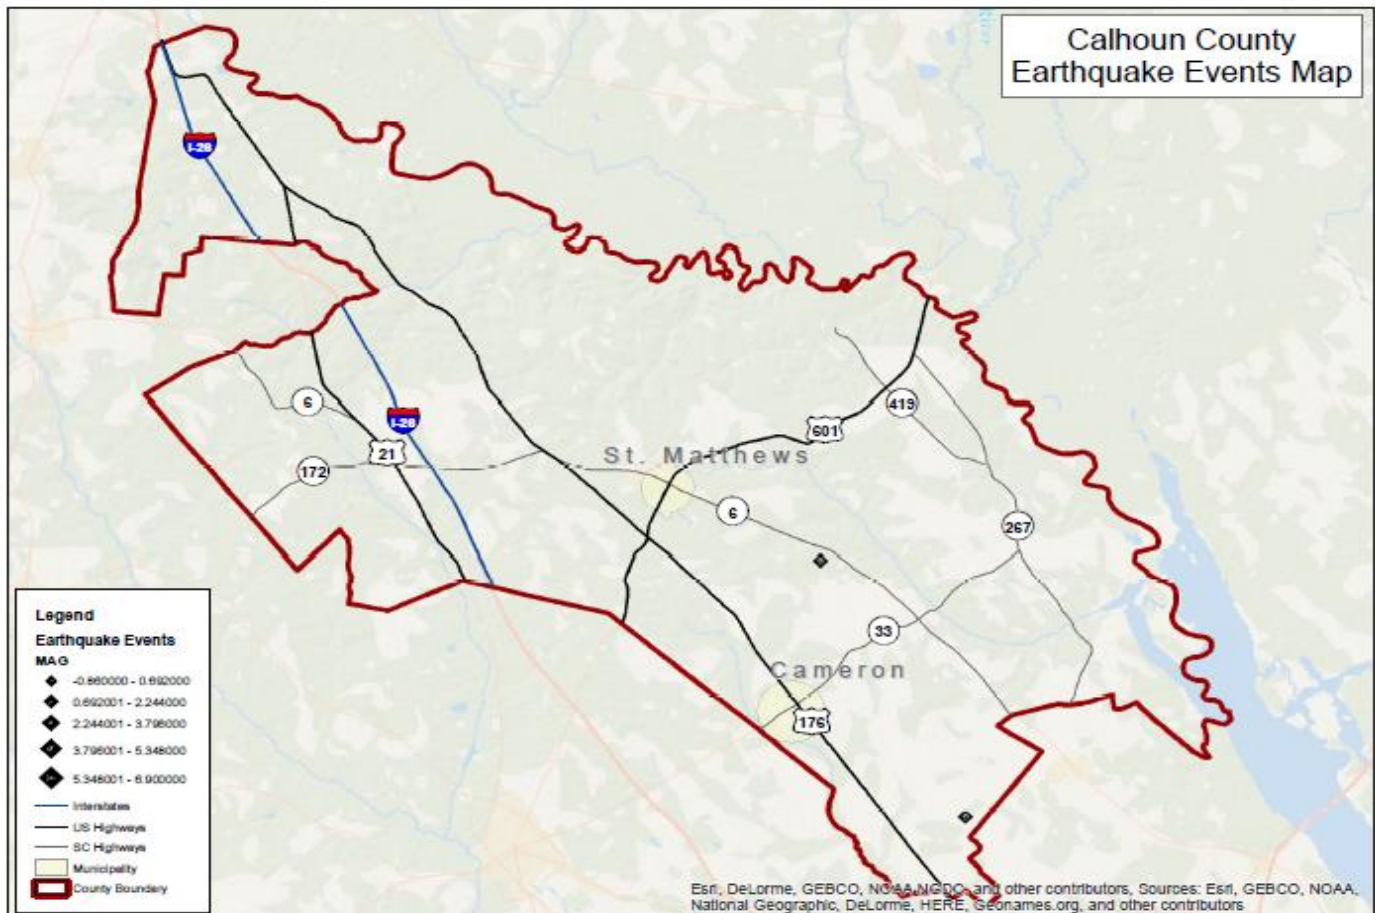 Calhoun County
Earthquake Events Map
I-26
6
I-26
419
601
21
St. Matthews
172
6
267
33
Cameron
176
Legend
Earthquake Events
MAG
-0.860000 - 0.692000
0.692001 - 2.244000
2.244001 - 3.796000
3.796001 - 5.348000
5.348001 - 6.900000
Interstates
US Highways
SC Highways
Municipality
County Boundary
Esri, DeLorme, GEBCO, NOAA NGDC, and other contributors, Sources: Esri, GEBCO, NOAA,
National Geographic, DeLorme, HERE, Geonames.org, and other contributors